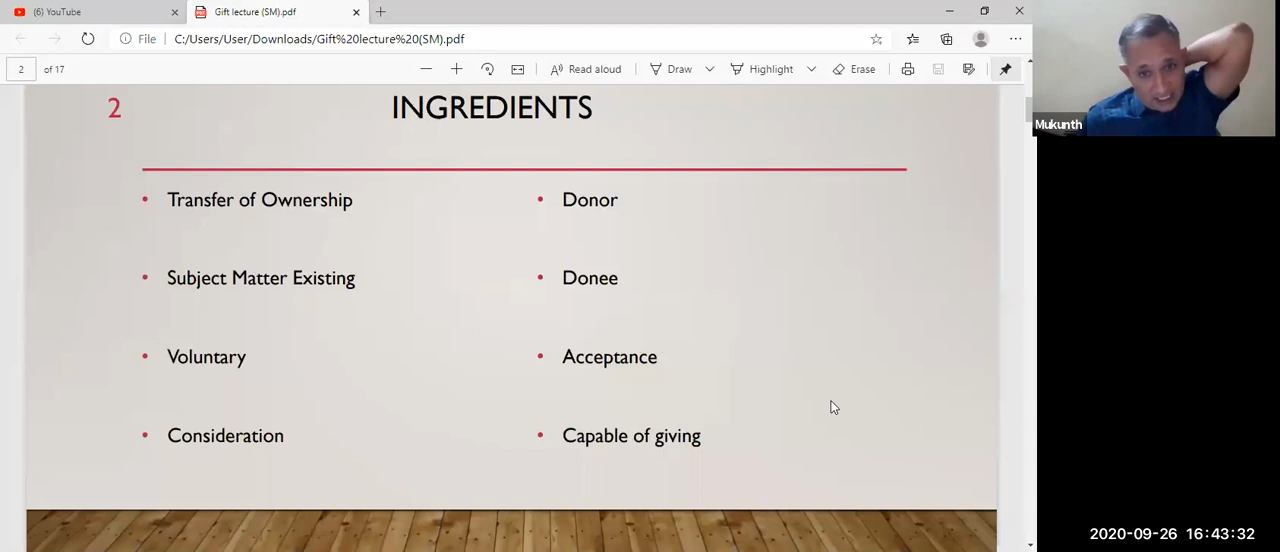 (6) YouTube
Gift lecture (SM).pdf
File
C:/Users/User/Downloads/Gift%20lecture%20(SM).pdf
2
of 17
Read aloud
Draw
Highlight
Erase
Mukunth
2
INGREDIENTS
• Transfer of Ownership
• Subject Matter Existing
• Voluntary
• Consideration
• Donor
• Donee
• Acceptance
• Capable of giving
2020-09-26 16:43:32